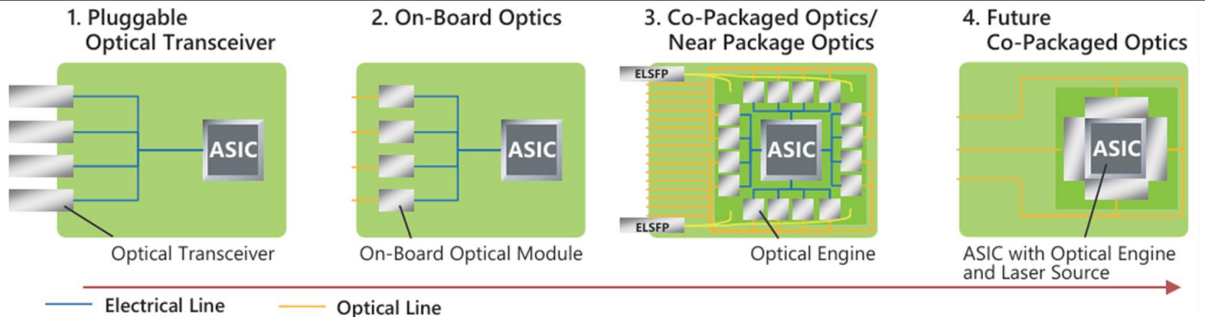 1. Pluggable
Optical Transceiver
2. On-Board Optics
3. Co-Packaged Optics/
Near Package Optics
4. Future
Co-Packaged Optics
ASIC
Optical Transceiver
ASIC
On-Board Optical Module
ELSFP
ASIC
ELSFP
Optical Engine
ASIC
ASIC with Optical Engine
and Laser Source
Electrical Line
Optical Line